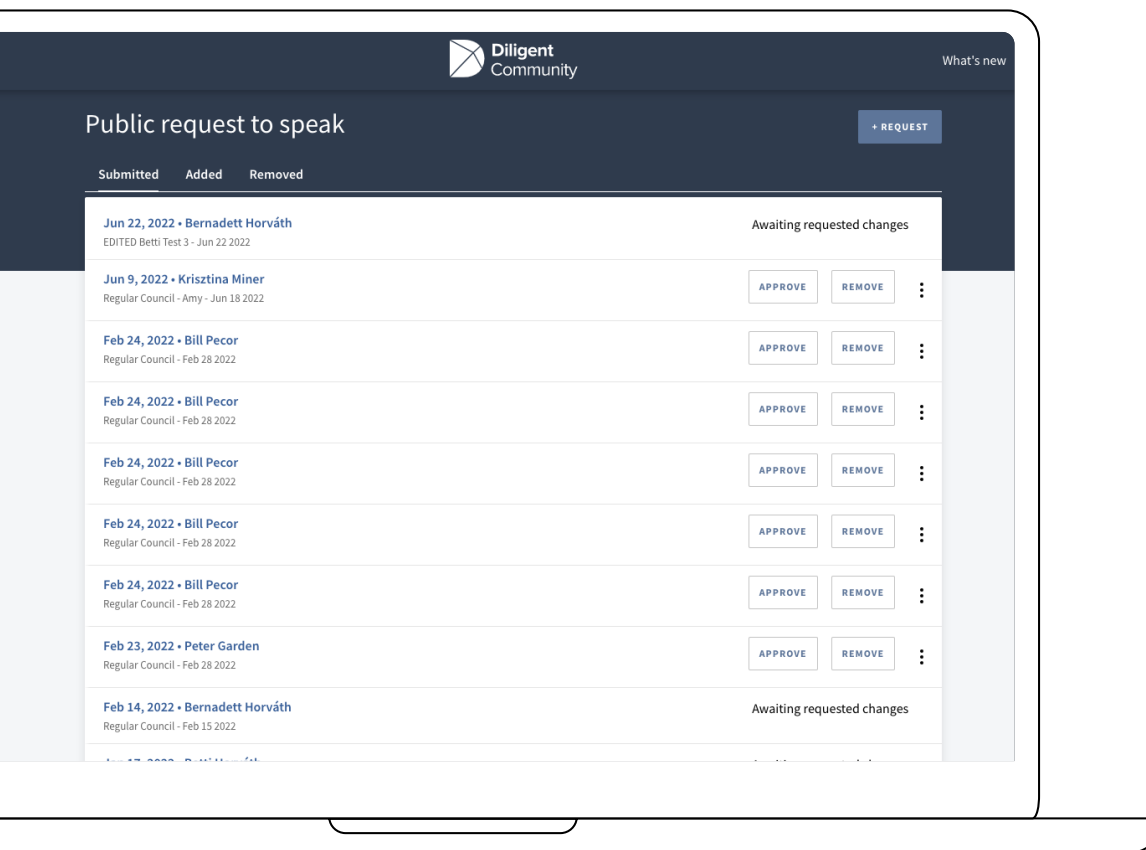 Diligent
Community
What's new
Public request to speak
+ REQUEST
Submitted Added Removed
Jun 22, 2022 • Bernadett Horváth
Awaiting requested changes
EDITED Betti Test 3 - Jun 22 2022
Jun 9, 2022 • Krisztina Miner
APPROVE REMOVE
Regular Council - Amy - Jun 18 2022
Feb 24, 2022 • Bill Pecor
APPROVE REMOVE
Regular Council - Feb 28 2022
Feb 24, 2022 • Bill Pecor
APPROVE REMOVE
Regular Council - Feb 28 2022
Feb 24, 2022 • Bill Pecor
APPROVE REMOVE
Regular Council - Feb 28 2022
Feb 24, 2022 • Bill Pecor
APPROVE REMOVE
Regular Council - Feb 28 2022
Feb 24, 2022 • Bill Pecor
APPROVE REMOVE
Regular Council - Feb 28 2022
Feb 23, 2022 • Peter Garden
APPROVE REMOVE
Regular Council - Feb 28 2022
Feb 14, 2022 • Bernadett Horváth
Awaiting requested changes
Regular Council - Feb 15 2022